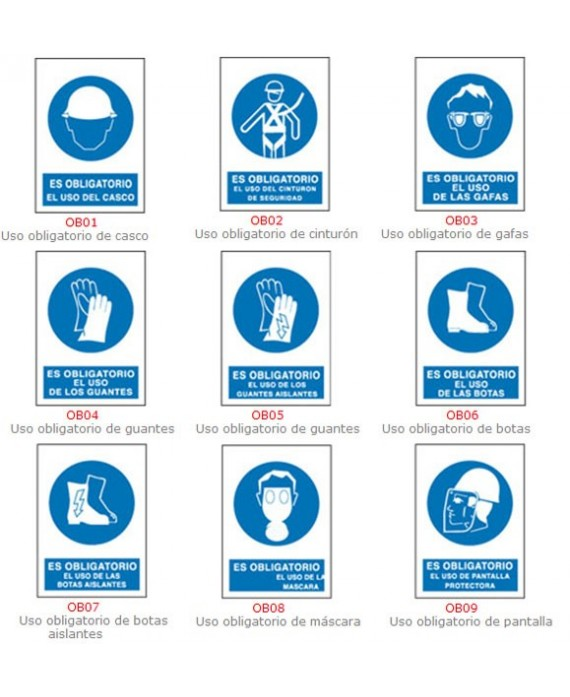 ES OBLIGATORIO
EL USO DEL CASCO
OB01
Uso obligatorio de casco
ES OBLIGATORIO
EL USO DEL CINTURON
DE SEGURIDAD
OB02
Uso obligatorio de cinturón
ES OBLIGATORIO
EL USO
DE LAS GAFAS
OB03
Uso obligatorio de gafas
ES OBLIGATORIO
EL USO
DE LOS GUANTES
OB04
Uso obligatorio de guantes
ES OBLIGATORIO
EL USO DE LOS
GUANTES AISLANTES
OB05
Uso obligatorio de guantes
ES OBLIGATORIO
EL USO
DE LAS BOTAS
OB06
Uso obligatorio de botas
ES OBLIGATORIO
EL USO DE LAS
BOTAS AISLANTES
OB07
Uso obligatorio de botas
aislantes
ES OBLIGATORIO
EL USO DE LA
MASCARA
OB08
Uso obligatorio de máscara
ES OBLIGATORIO
EL USO DE PANTALLA
PROTECTORA
OB09
Uso obligatorio de pantalla